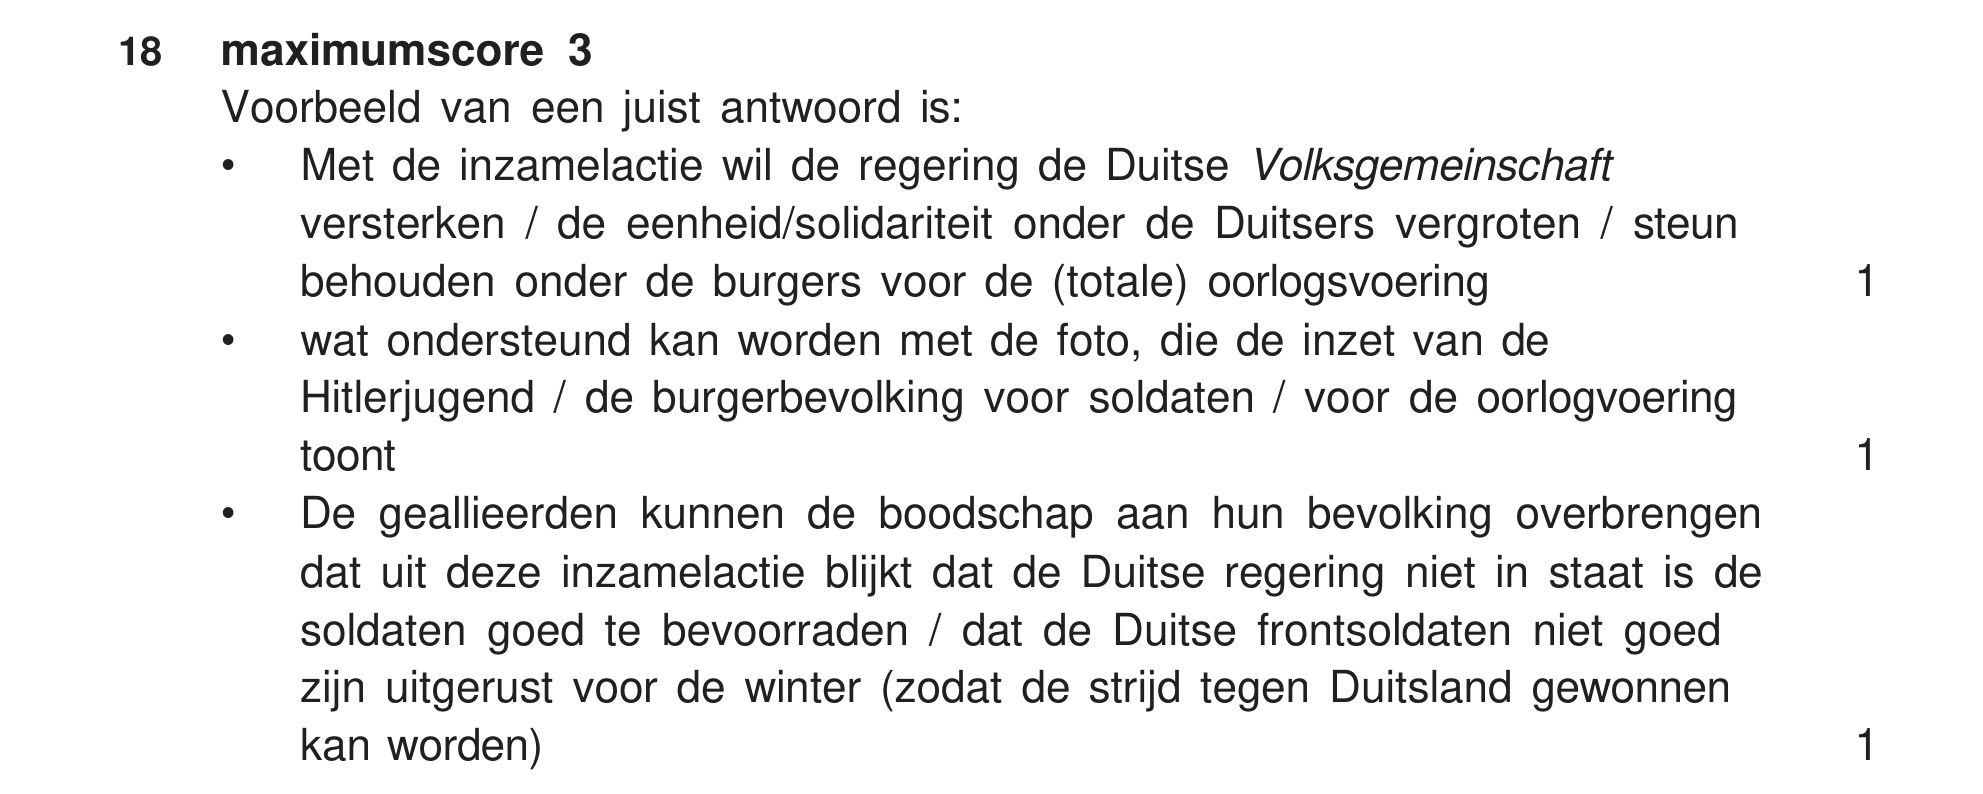 18 maximumscore 3
Voorbeeld van een juist antwoord is:
• Met de inzamelactie wil de regering de Duitse Volksgemeinschaft
versterken / de eenheid/solidariteit onder de Duitsers vergroten / steun
behouden onder de burgers voor de (totale) oorlogsvoering 1
• wat ondersteund kan worden met de foto, die de inzet van de
Hitlerjugend / de burgerbevolking voor soldaten / voor de oorlogvoering
toont 1
• De geallieerden kunnen de boodschap aan hun bevolking overbrengen
dat uit deze inzamelactie blijkt dat de Duitse regering niet in staat is de
soldaten goed te bevoorraden / dat de Duitse frontsoldaten niet goed
zijn uitgerust voor de winter (zodat de strijd tegen Duitsland gewonnen
kan worden) 1